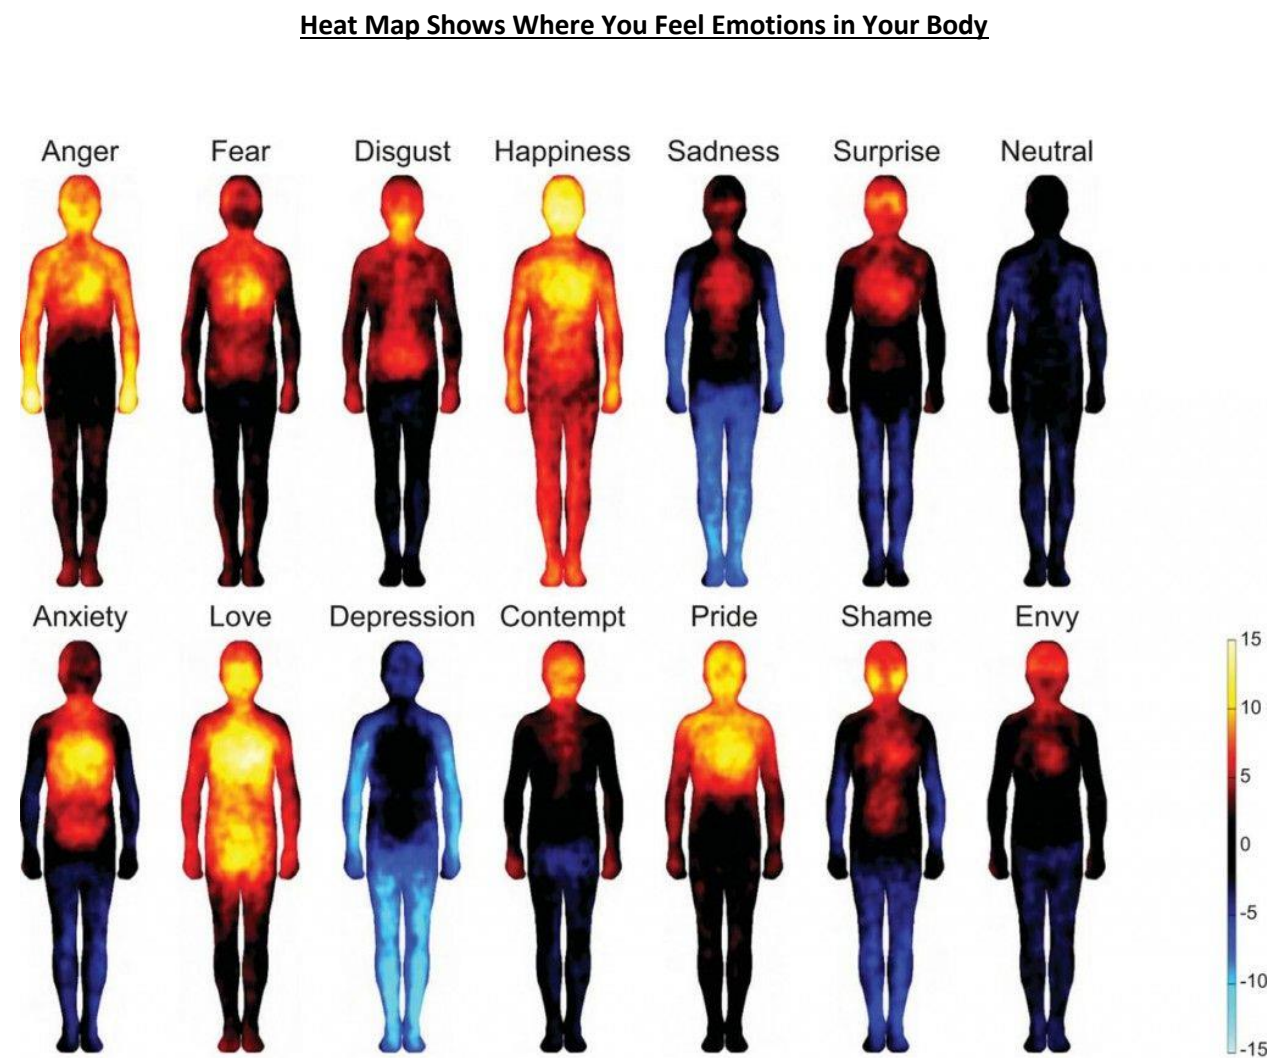 Heat Map Shows Where You Feel Emotions in Your Body
Anger Fear Disgust Happiness Sadness Surprise Neutral
Anxiety Love Depression Contempt Pride Shame Envy
15
10
5
0
-5
-10
-15